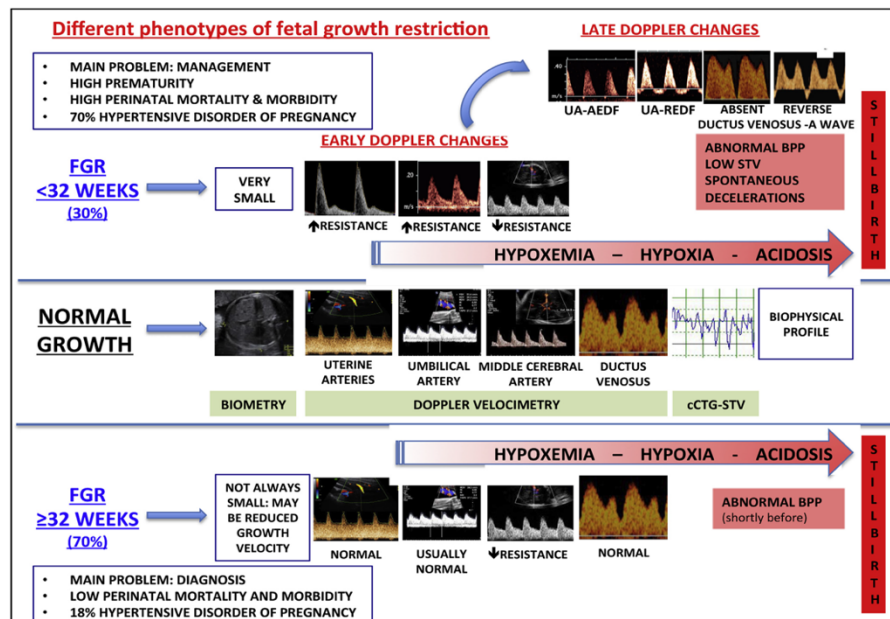 Different phenotypes of fetal growth restriction
LATE DOPPLER CHANGES
• MAIN PROBLEM: MANAGEMENT
• HIGH PREMATURITY
• HIGH PERINATAL MORTALITY & MORBIDITY
• 70% HYPERTENSIVE DISORDER OF PREGNANCY
.40
m/s
UA-AEDF
UA-REDF
ABSENT
REVERSE
DUCTUS VENOSUS -A WAVE
EARLY DOPPLER CHANGES
ABNORMAL BPP
LOW STV
SPONTANEOUS
DECELERATIONS
FGR
<32 WEEKS
(30%)
VERY
SMALL
20
m/s
↑RESISTANCE
↑RESISTANCE
↓RESISTANCE
HYPOXEMIA – HYPOXIA - ACIDOSIS
STILLBIRTH
NORMAL
GROWTH
UTERINE
ARTERIES
UMBILICAL
ARTERY
MIDDLE CEREBRAL
ARTERY
DUCTUS
VENOSUS
BIOPHYSICAL
PROFILE
BIOMETRY
DOPPLER VELOCIMETRY
cCTG-STV
HYPOXEMIA – HYPOXIA - ACIDOSIS
STILLBIRTH
FGR
≥32 WEEKS
(70%)
NOT ALWAYS
SMALL: MAY
BE REDUCED
GROWTH
VELOCITY
NORMAL
USUALLY
NORMAL
↓RESISTANCE
NORMAL
ABNORMAL BPP
(shortly before)
• MAIN PROBLEM: DIAGNOSIS
• LOW PERINATAL MORTALITY AND MORBIDITY
• 18% HYPERTENSIVE DISORDER OF PREGNANCY